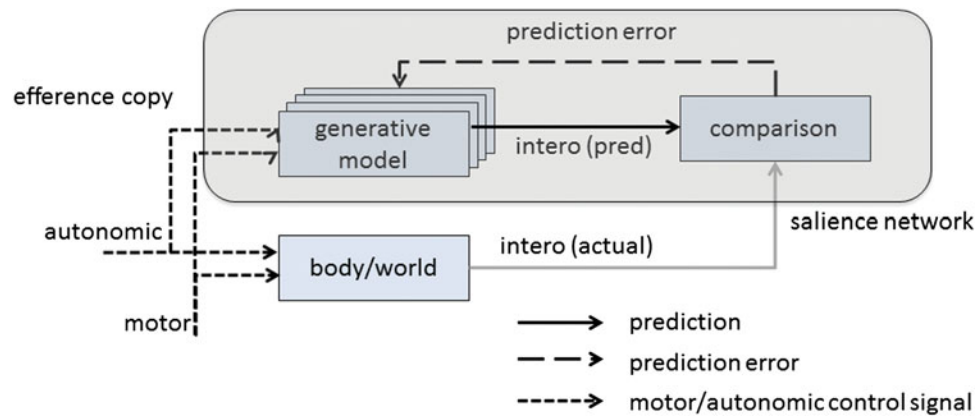 prediction error
efference copy
generative
model
comparison
intero (pred)
salience network
autonomic
intero (actual)
body/world
motor
prediction
prediction error
motor/autonomic control signal